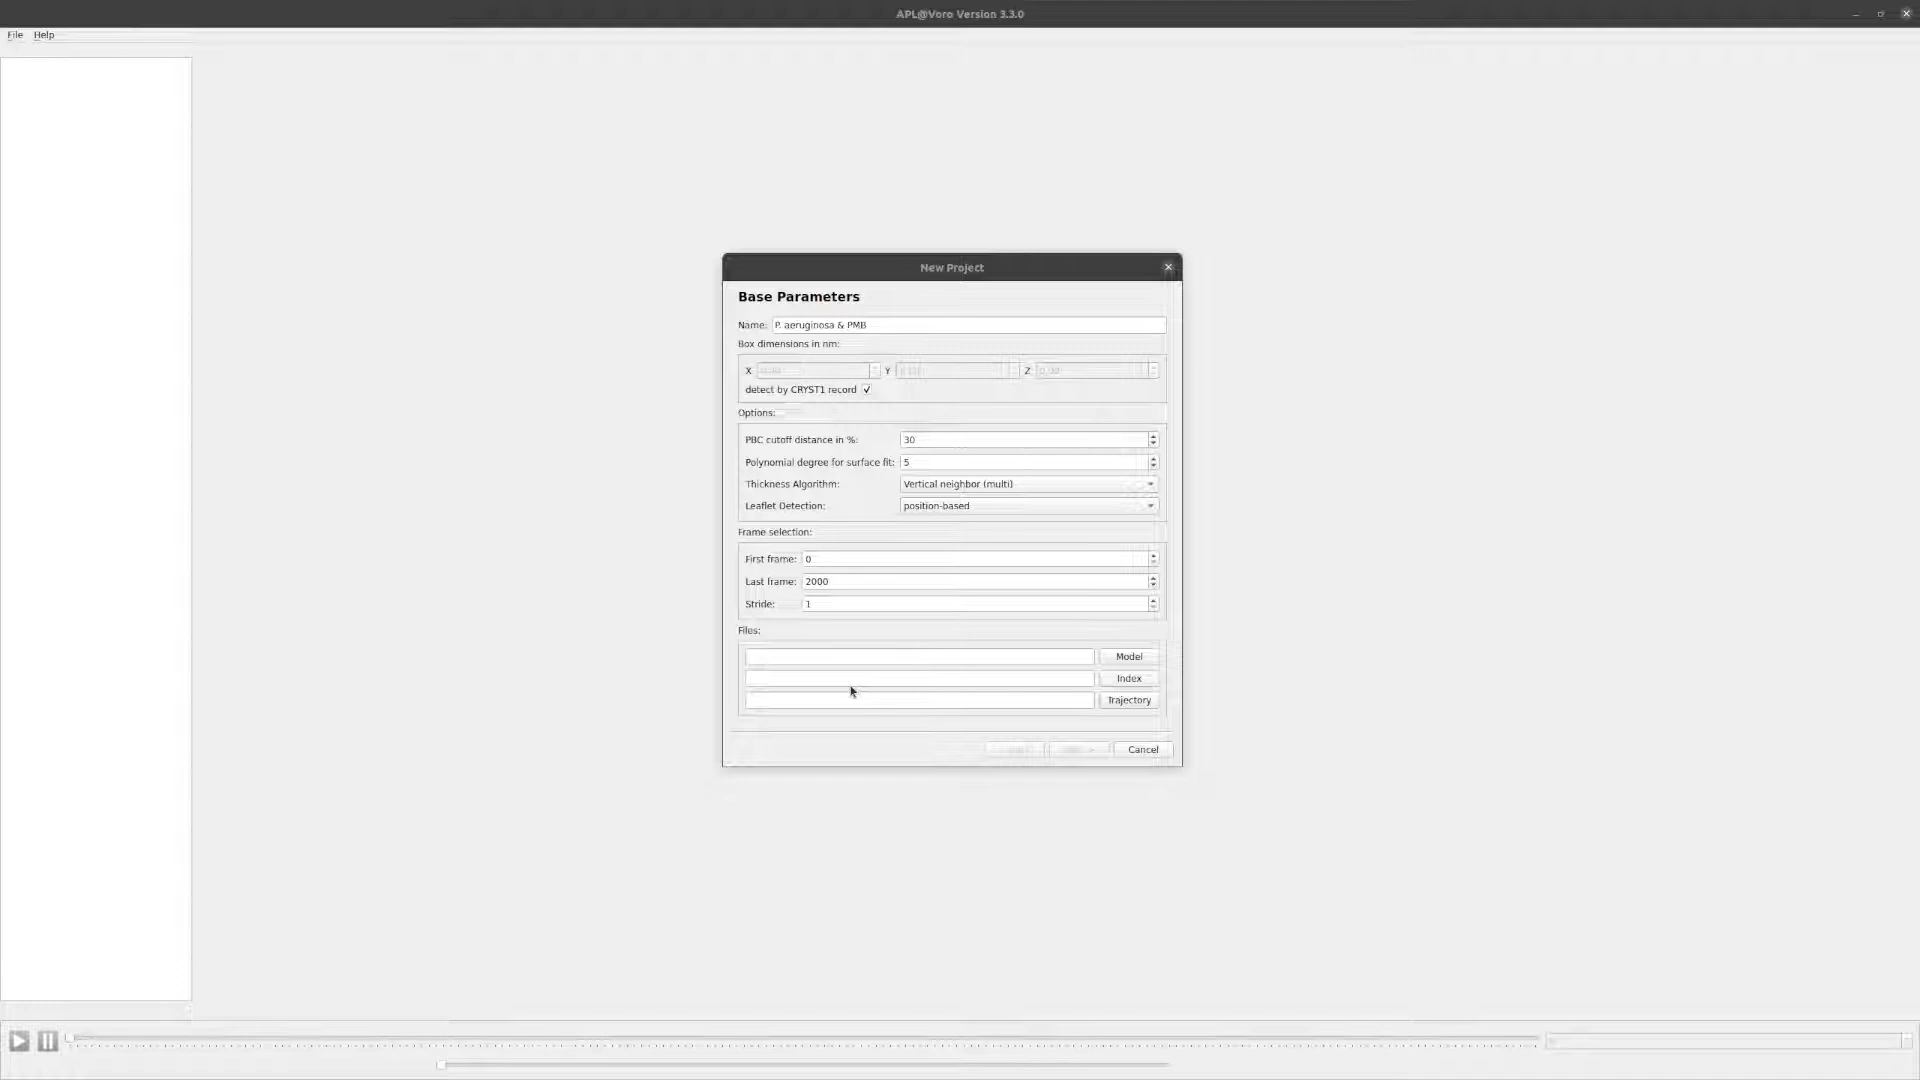 APL@Voro Version 3.3.0
File Help
New Project
Base Parameters
Name: P. aeruginosa & PMB
Box dimensions in nm:
X Y Z
detect by CRYST1 record
Options:
PBC cutoff distance in %: 30
Polynomial degree for surface fit: 5
Thickness Algorithm: Vertical neighbor (multi)
Leaflet Detection: position-based
Frame selection:
First frame: 0
Last frame: 2000
Stride: 1
Files:
Model
Index
Trajectory
Cancel